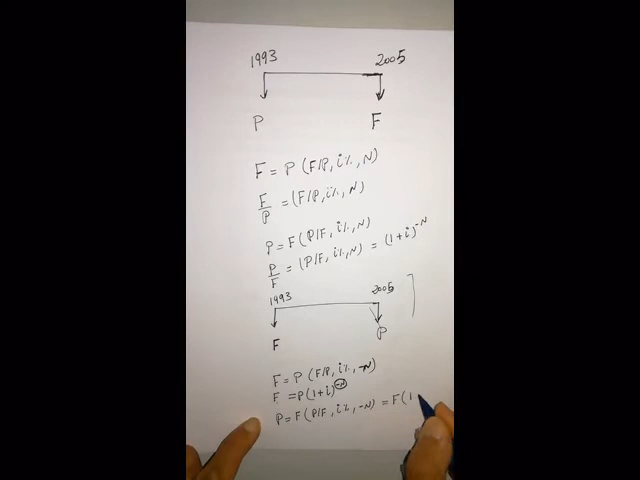 1993 2005
P F
F = P (F/P, i%, N)
F/P = (F/P, i%, N)
P = F (P/F, i%, N)
P/F = (P/F, i%, N) = (1+i)^-N
1993 2005
F P
F = P (F/P, i%, -N)
F = P(1+i)^-N
P = F (P/F, i%, -N) = F(1